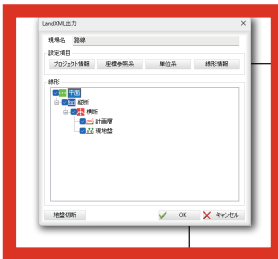 LandXML出力
現場名 路線
設定項目
プロジェクト情報 座標参照系 単位系 線形情報
線形
平面
縦断
横断
計画層
現地盤
地盤切断 OK キャンセル